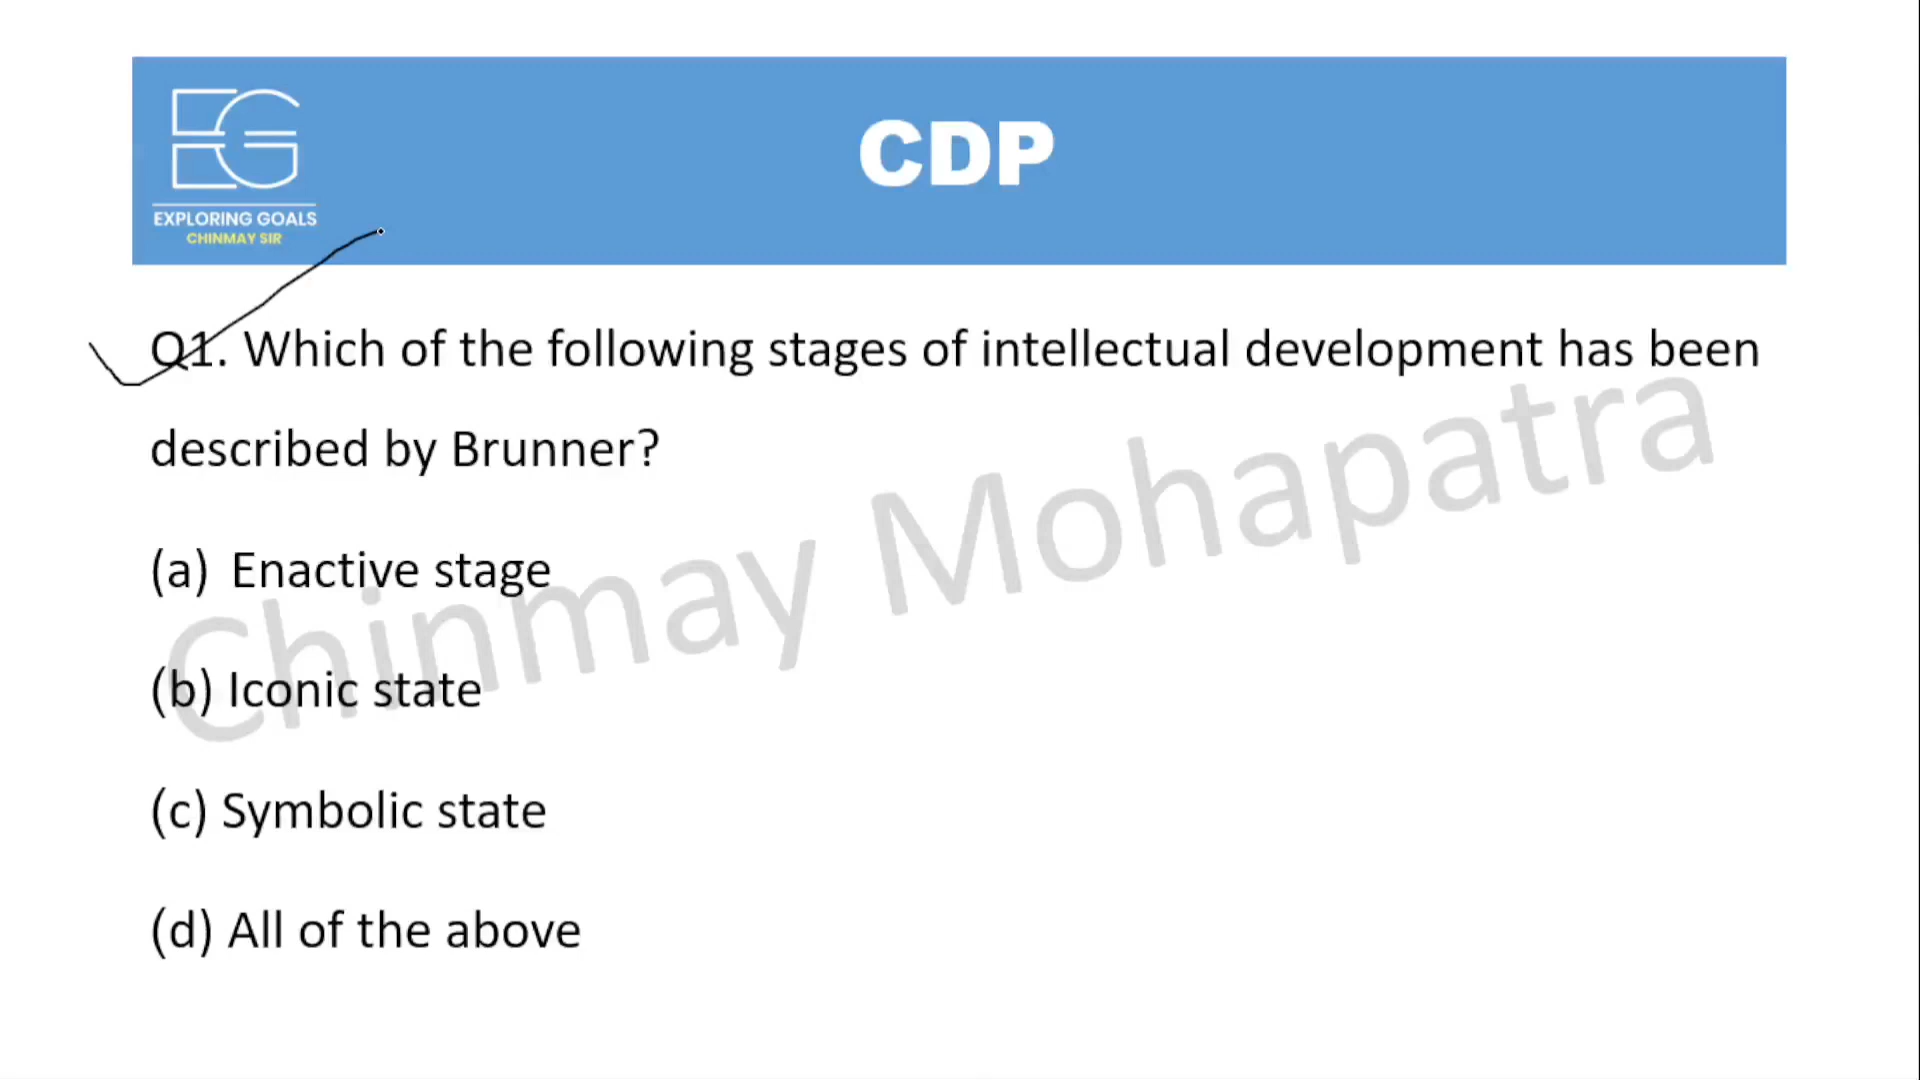 EG
EXPLORING GOALS
CHINMAY SIR
CDP
Q1. Which of the following stages of intellectual development has been
described by Brunner?
(a) Enactive stage
(b) Iconic state
(c) Symbolic state
(d) All of the above
Chinmay Mohapatra